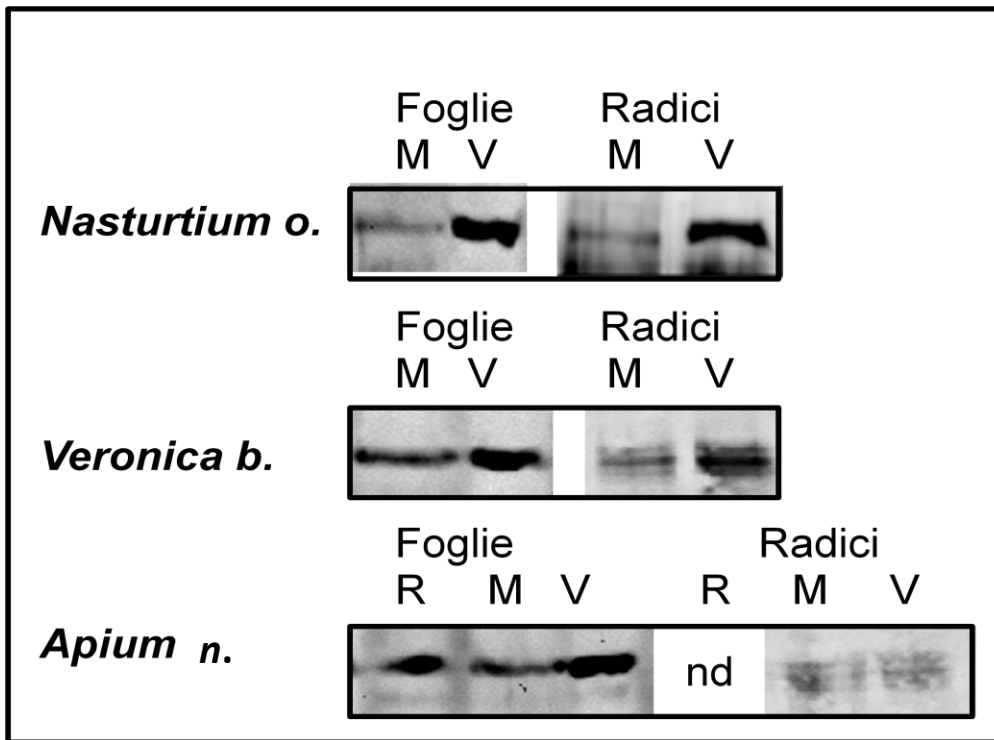 Foglie Radici
M V M V
Nasturtium o.
Foglie Radici
M V M V
Veronica b.
Foglie Radici
R M V R M V
Apium n.
nd